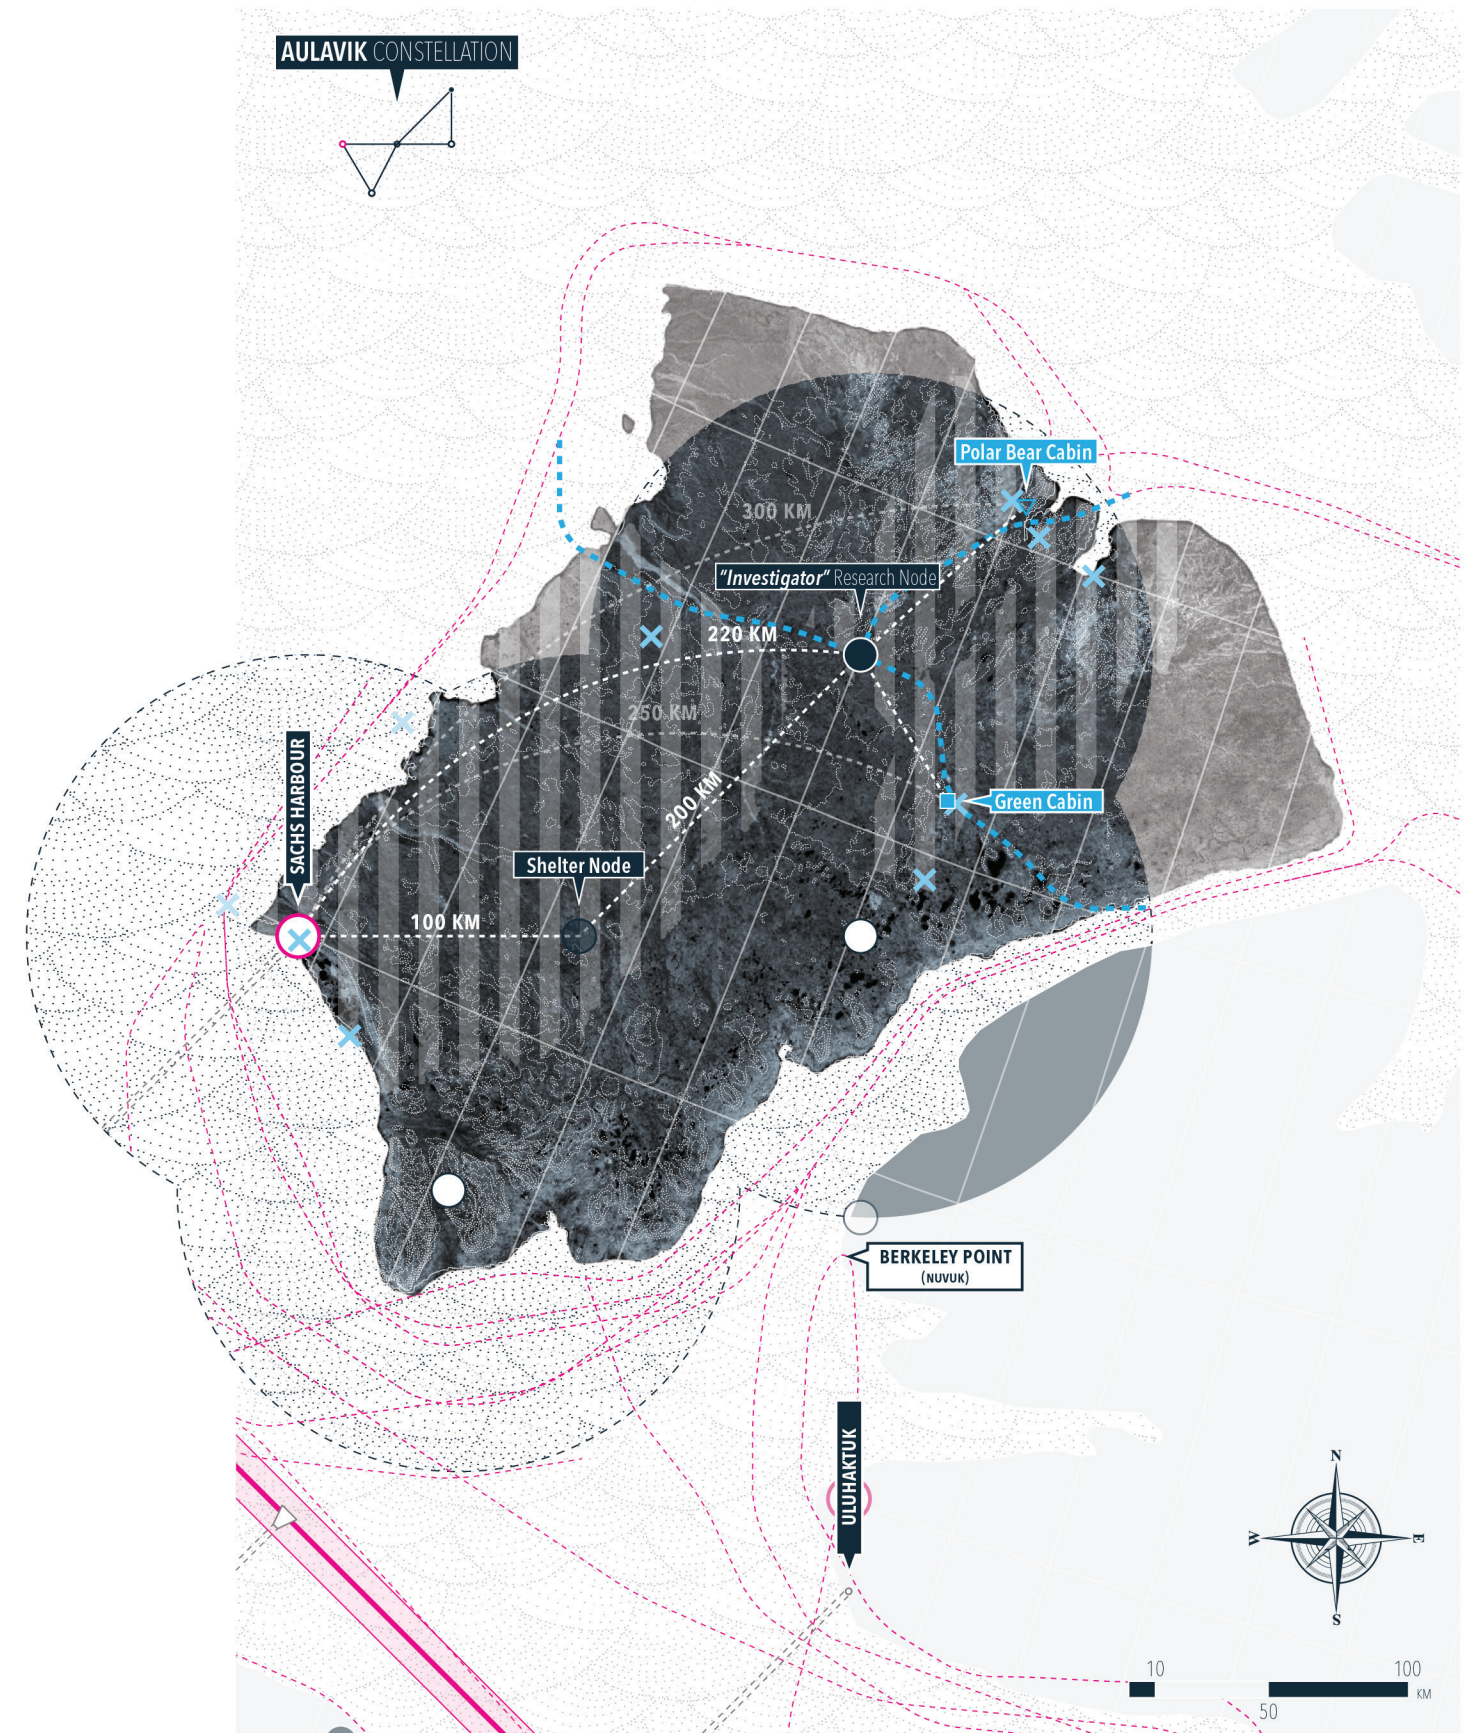 AULAVIK CONSTELLATION
Polar Bear Cabin
300 KM
"Investigator" Research Node
220 KM
250 KM
SACHS HARBOUR
200 KM
Green Cabin
Shelter Node
100 KM
BERKELEY POINT
(NUVUK)
ULUHAKTUK
N
W
E
S
10
100
KM
50